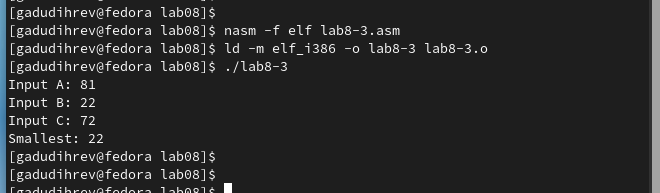 [gadudihrev@fedora lab08]$
[gadudihrev@fedora lab08]$ nasm -f elf lab8-3.asm
[gadudihrev@fedora lab08]$ ld -m elf_i386 -o lab8-3 lab8-3.o
[gadudihrev@fedora lab08]$ ./lab8-3
Input A: 81
Input B: 22
Input C: 72
Smallest: 22
[gadudihrev@fedora lab08]$
[gadudihrev@fedora lab08]$
[gadudihrev@fedora lab08]$